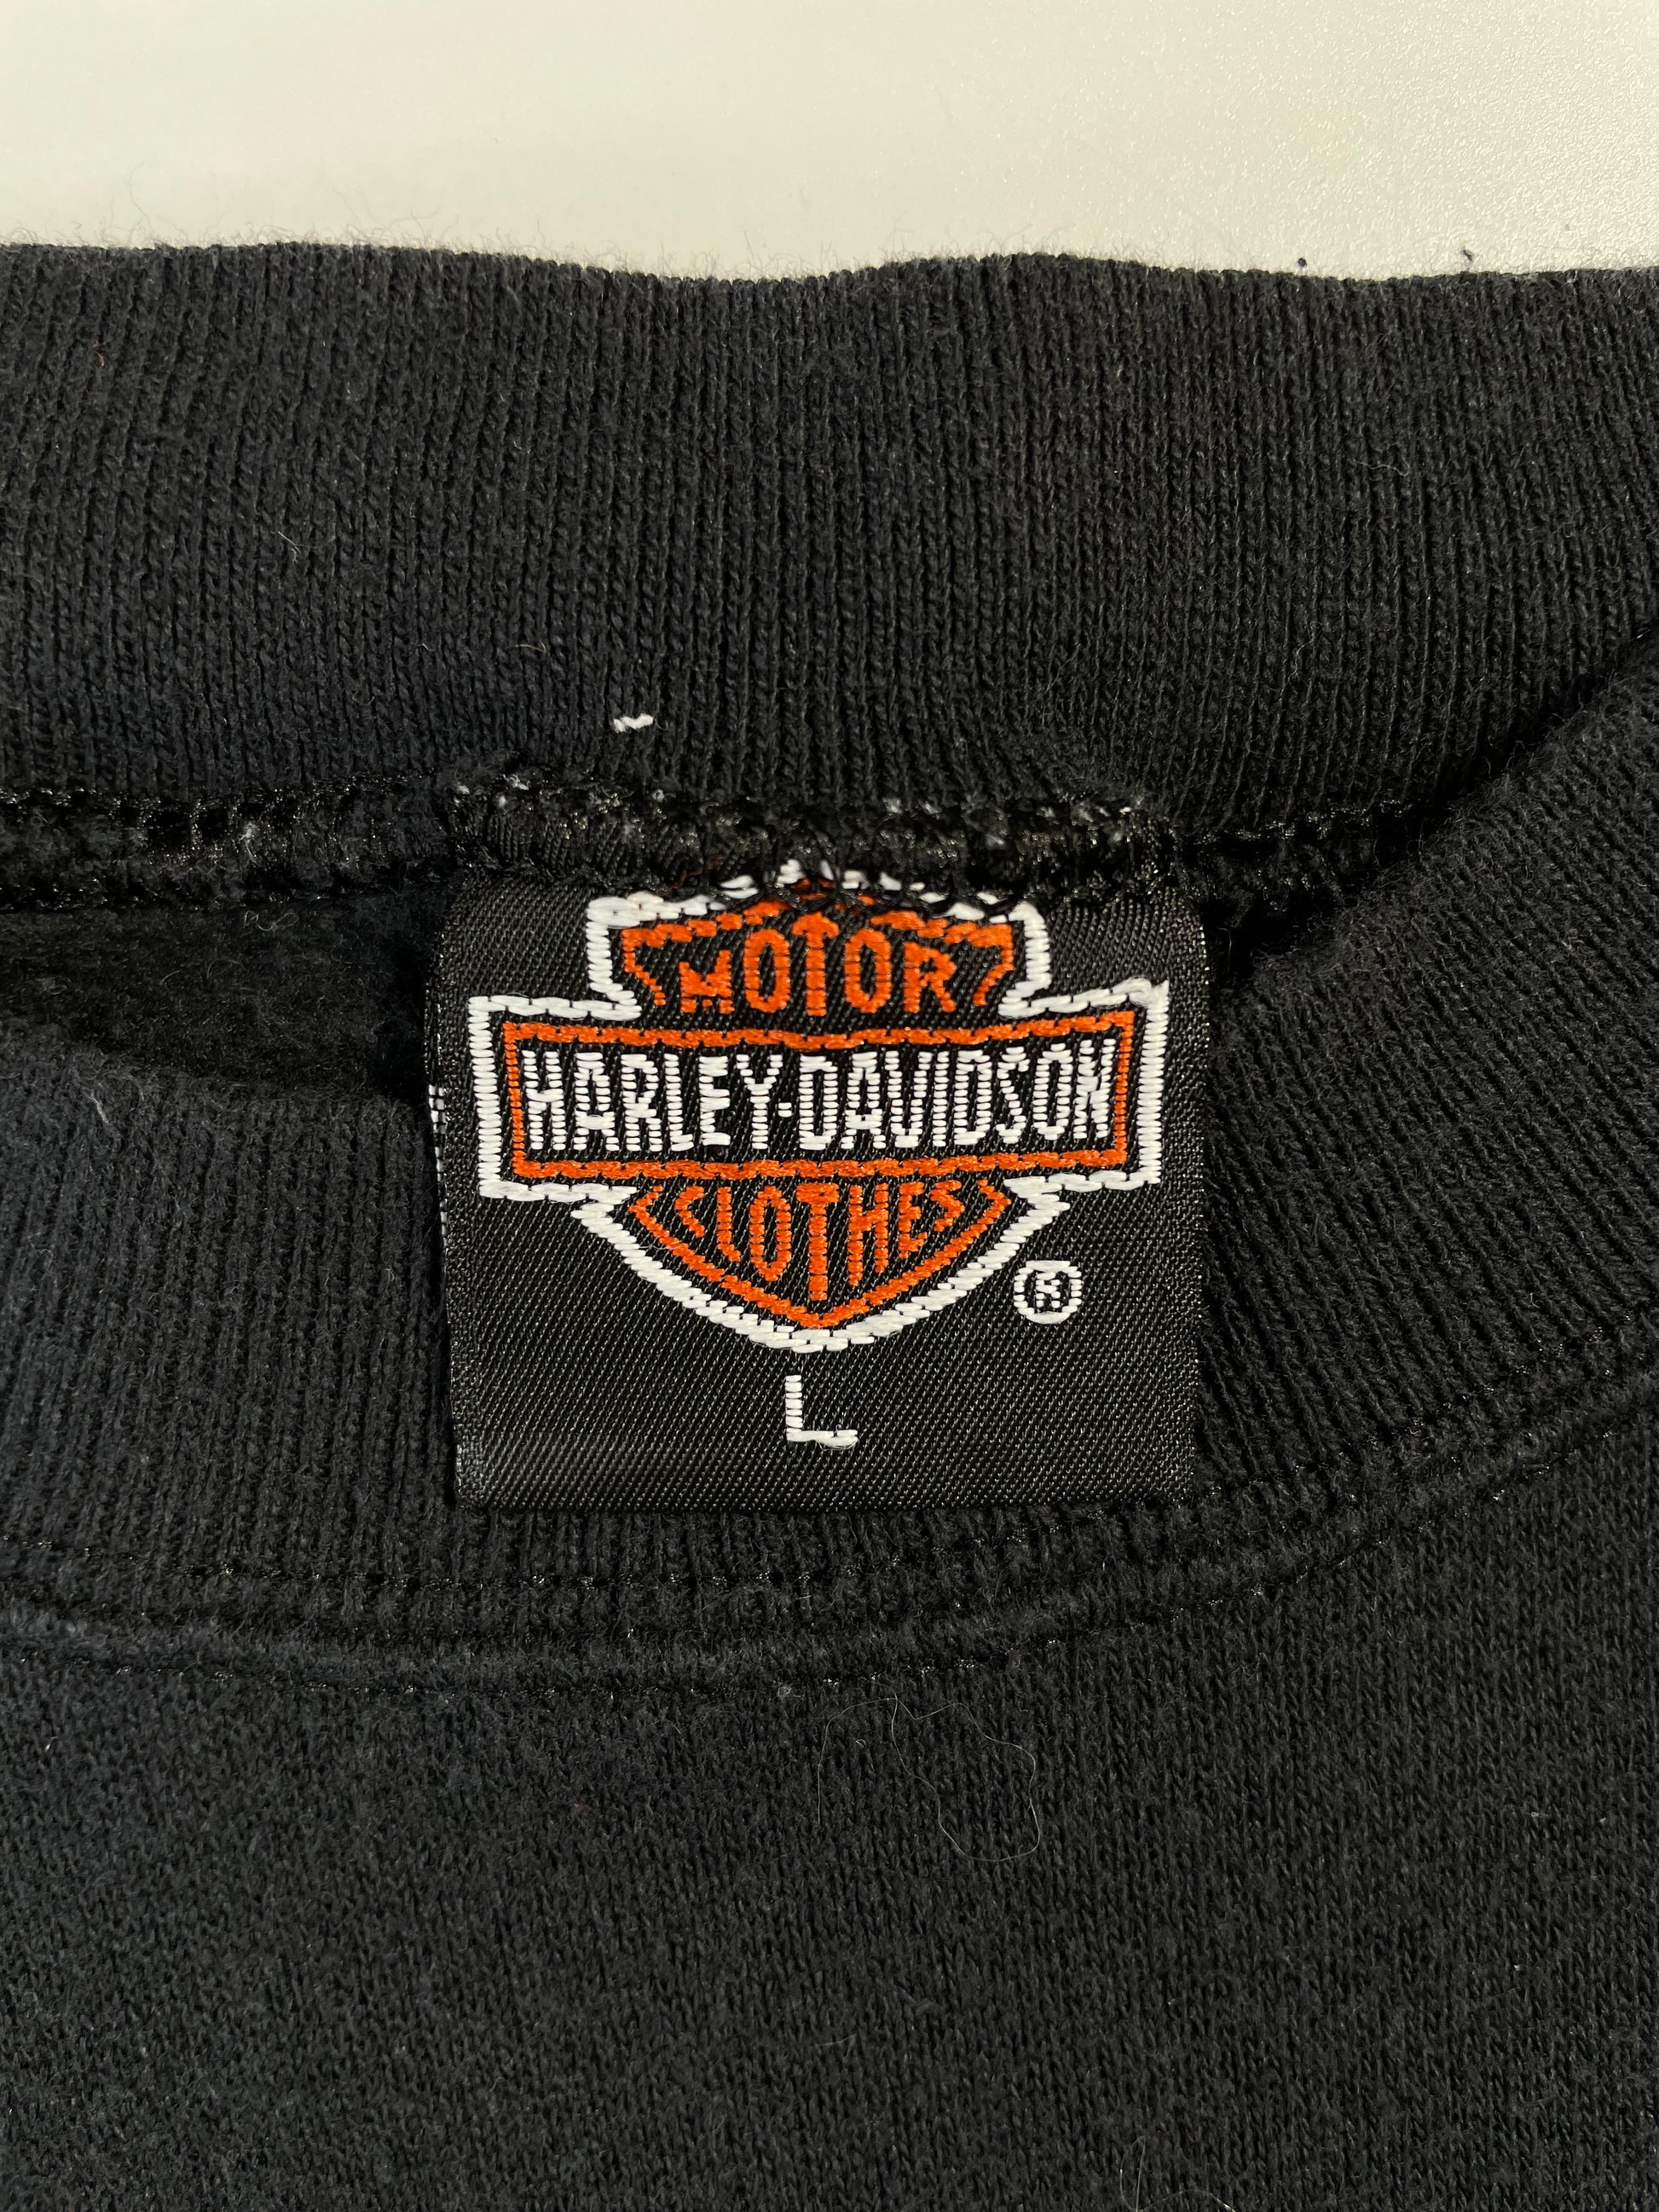 MOTOR
HARLEY-DAVIDSON
CLOTHES
®
L